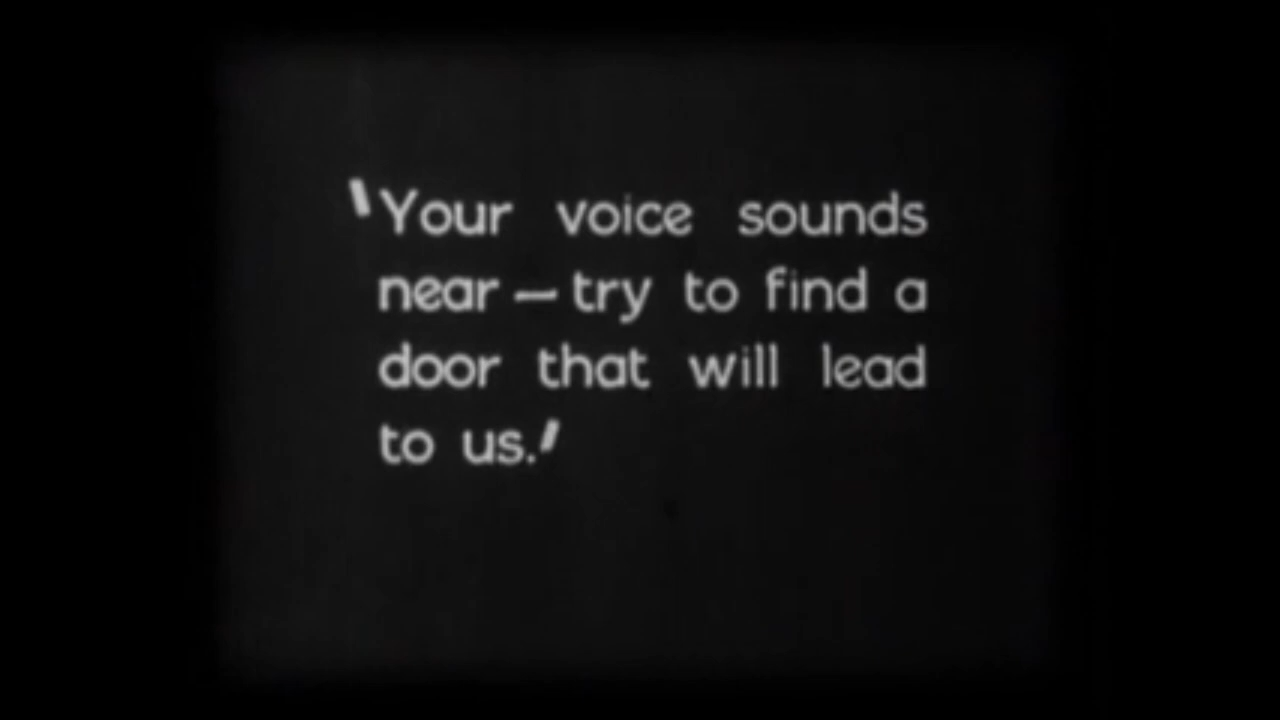 "Your voice sounds
near — try to find a
door that will lead
to us."